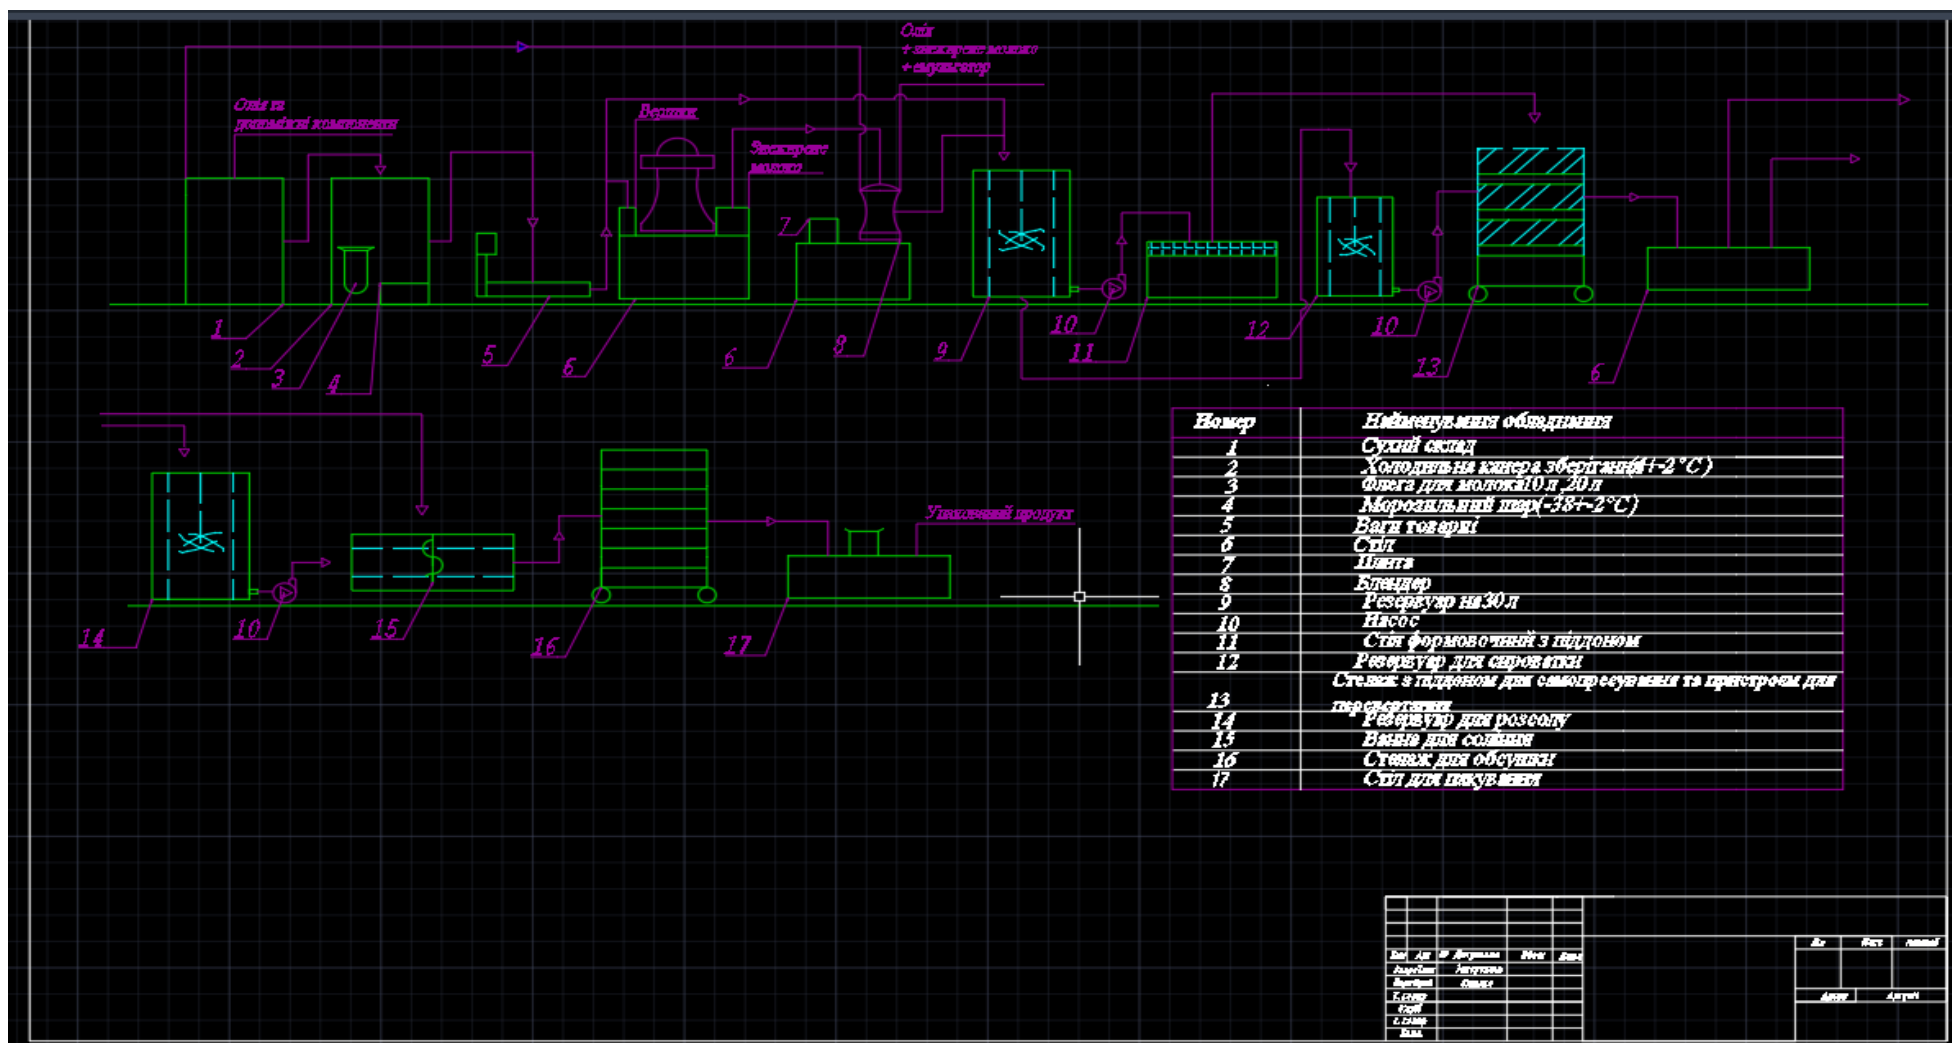 Олія
+ знежирене молоко
+ емульгатор
Олія та
допоміжні компоненти
Вершки
Знежирене
молоко
7
1
2
3
4
5
6
6
8
9
10
11
12
10
13
6
Упакований продукт
14
10
15
16
17
Номер Найменування обладнання
1 Сухий склад
2 Холодильна камера зберігання(4+-2°C)
3 Фляга для молока10 л ,20 л
4 Морозильний шар(-38+-2°C)
5 Ваги товарні
6 Стіл
7 Плита
8 Блендер
9 Резервуар на30 л
10 Насос
11 Стіл формовочний з піддоном
12 Резервуар для сироватки
13 Стелаж з піддоном для самопресування та пристроєм для
перевертання
14 Резервуар для розсолу
15 Ванна для соління
16 Стелаж для обсушки
17 Стіл для пакування